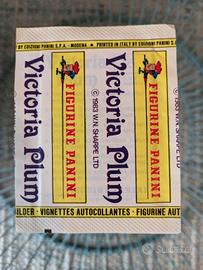 BY EDIZIONI PANINI S.P.A. - MODENA ★ PRINTED IN ITALY BY EDIZIONI PANINI S.P.
Victoria Plum
© 1983 W.N. SHARPE LTD
FIGURINE PANINI
Victoria Plum
© 1983 W.N. SHARPE LTD
FIGURINE PANINI
ILDER - VIGNETTES AUTOCOLLANTES - FIGURINE AUT
subito